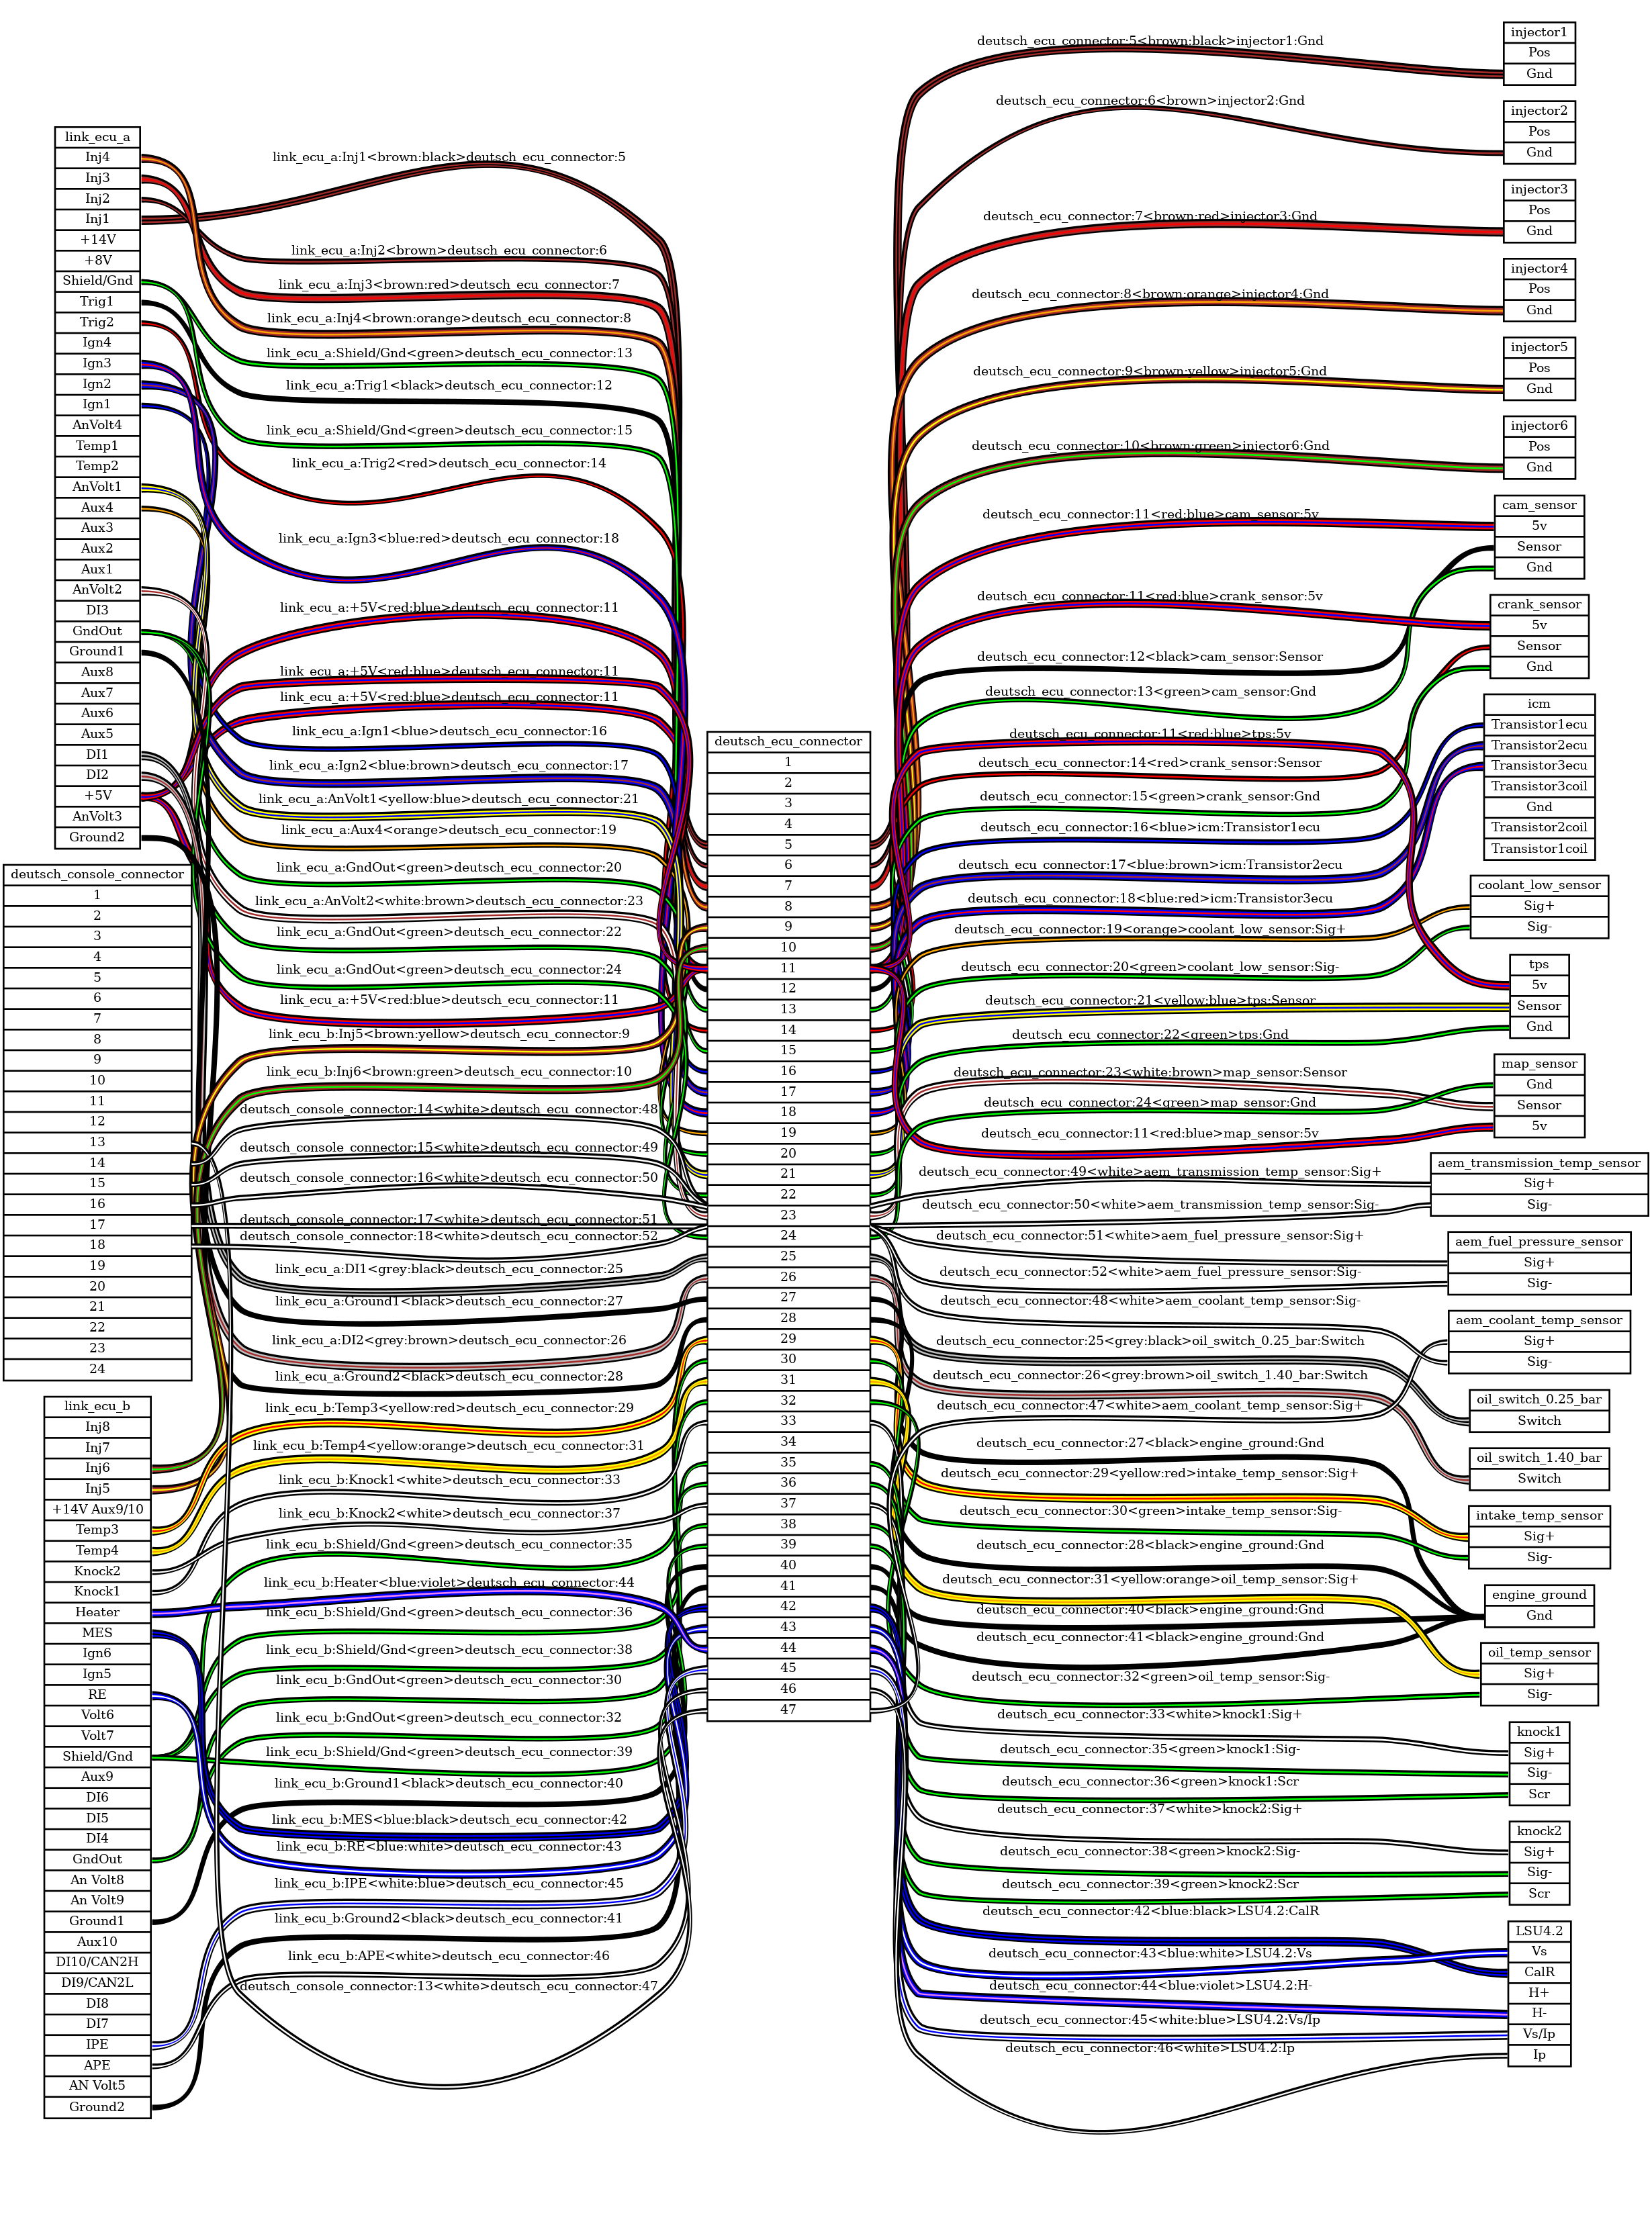 link_ecu_a
Inj4
Inj3
Inj2
Inj1
+14V
+8V
Shield/Gnd
Trig1
Trig2
Ign4
Ign3
Ign2
Ign1
AnVolt4
Temp1
Temp2
AnVolt1
Aux4
Aux3
Aux2
Aux1
AnVolt2
DI3
GndOut
Ground1
Aux8
Aux7
Aux6
Aux5
DI1
DI2
+5V
AnVolt3
Ground2
deutsch_console_connector
1
2
3
4
5
6
7
8
9
10
11
12
13
14
15
16
17
18
19
20
21
22
23
24
link_ecu_b
Inj8
Inj7
Inj6
Inj5
+14V Aux9/10
Temp3
Temp4
Knock2
Knock1
Heater
MES
Ign6
Ign5
RE
Volt6
Volt7
Shield/Gnd
Aux9
DI6
DI5
DI4
GndOut
An Volt8
An Volt9
Ground1
Aux10
DI10/CAN2H
DI9/CAN2L
DI8
DI7
IPE
APE
AN Volt5
Ground2
link_ecu_a:Inj1<brown:black>deutsch_ecu_connector:5
link_ecu_a:Inj2<brown>deutsch_ecu_connector:6
link_ecu_a:Inj3<brown:red>deutsch_ecu_connector:7
link_ecu_a:Inj4<brown:orange>deutsch_ecu_connector:8
link_ecu_a:Shield/Gnd<green>deutsch_ecu_connector:13
link_ecu_a:Trig1<black>deutsch_ecu_connector:12
link_ecu_a:Shield/Gnd<green>deutsch_ecu_connector:15
link_ecu_a:Trig2<red>deutsch_ecu_connector:14
link_ecu_a:Ign3<blue:red>deutsch_ecu_connector:18
link_ecu_a:+5V<red:blue>deutsch_ecu_connector:11
link_ecu_a:+5V<red:blue>deutsch_ecu_connector:11
link_ecu_a:+5V<red:blue>deutsch_ecu_connector:11
link_ecu_a:Ign1<blue>deutsch_ecu_connector:16
link_ecu_a:Ign2<blue:brown>deutsch_ecu_connector:17
link_ecu_a:AnVolt1<yellow:blue>deutsch_ecu_connector:21
link_ecu_a:Aux4<orange>deutsch_ecu_connector:19
link_ecu_a:GndOut<green>deutsch_ecu_connector:20
link_ecu_a:AnVolt2<white:brown>deutsch_ecu_connector:23
link_ecu_a:GndOut<green>deutsch_ecu_connector:22
link_ecu_a:GndOut<green>deutsch_ecu_connector:24
link_ecu_a:+5V<red:blue>deutsch_ecu_connector:11
link_ecu_b:Inj5<brown:yellow>deutsch_ecu_connector:9
link_ecu_b:Inj6<brown:green>deutsch_ecu_connector:10
deutsch_console_connector:14<white>deutsch_ecu_connector:48
deutsch_console_connector:15<white>deutsch_ecu_connector:49
deutsch_console_connector:16<white>deutsch_ecu_connector:50
deutsch_console_connector:17<white>deutsch_ecu_connector:51
deutsch_console_connector:18<white>deutsch_ecu_connector:52
link_ecu_a:DI1<grey:black>deutsch_ecu_connector:25
link_ecu_a:Ground1<black>deutsch_ecu_connector:27
link_ecu_a:DI2<grey:brown>deutsch_ecu_connector:26
link_ecu_a:Ground2<black>deutsch_ecu_connector:28
link_ecu_b:Temp3<yellow:red>deutsch_ecu_connector:29
link_ecu_b:Temp4<yellow:orange>deutsch_ecu_connector:31
link_ecu_b:Knock1<white>deutsch_ecu_connector:33
link_ecu_b:Knock2<white>deutsch_ecu_connector:37
link_ecu_b:Shield/Gnd<green>deutsch_ecu_connector:35
link_ecu_b:Heater<blue:violet>deutsch_ecu_connector:44
link_ecu_b:Shield/Gnd<green>deutsch_ecu_connector:36
link_ecu_b:Shield/Gnd<green>deutsch_ecu_connector:38
link_ecu_b:GndOut<green>deutsch_ecu_connector:30
link_ecu_b:GndOut<green>deutsch_ecu_connector:32
link_ecu_b:Shield/Gnd<green>deutsch_ecu_connector:39
link_ecu_b:Ground1<black>deutsch_ecu_connector:40
link_ecu_b:MES<blue:black>deutsch_ecu_connector:42
link_ecu_b:RE<blue:white>deutsch_ecu_connector:43
link_ecu_b:IPE<white:blue>deutsch_ecu_connector:45
link_ecu_b:Ground2<black>deutsch_ecu_connector:41
link_ecu_b:APE<white>deutsch_ecu_connector:46
deutsch_console_connector:13<white>deutsch_ecu_connector:47
deutsch_ecu_connector
1
2
3
4
5
6
7
8
9
10
11
12
13
14
15
16
17
18
19
20
21
22
23
24
25
26
27
28
29
30
31
32
33
34
35
36
37
38
39
40
41
42
43
44
45
46
47
deutsch_ecu_connector:5<brown:black>injector1:Gnd
deutsch_ecu_connector:6<brown>injector2:Gnd
deutsch_ecu_connector:7<brown:red>injector3:Gnd
deutsch_ecu_connector:8<brown:orange>injector4:Gnd
deutsch_ecu_connector:9<brown:yellow>injector5:Gnd
deutsch_ecu_connector:10<brown:green>injector6:Gnd
deutsch_ecu_connector:11<red:blue>cam_sensor:5v
deutsch_ecu_connector:11<red:blue>crank_sensor:5v
deutsch_ecu_connector:12<black>cam_sensor:Sensor
deutsch_ecu_connector:13<green>cam_sensor:Gnd
deutsch_ecu_connector:11<red:blue>tps:5v
deutsch_ecu_connector:14<red>crank_sensor:Sensor
deutsch_ecu_connector:15<green>crank_sensor:Gnd
deutsch_ecu_connector:16<blue>icm:Transistor1ecu
deutsch_ecu_connector:17<blue:brown>icm:Transistor2ecu
deutsch_ecu_connector:18<blue:red>icm:Transistor3ecu
deutsch_ecu_connector:19<orange>coolant_low_sensor:Sig+
deutsch_ecu_connector:20<green>coolant_low_sensor:Sig-
deutsch_ecu_connector:21<yellow:blue>tps:Sensor
deutsch_ecu_connector:22<green>tps:Gnd
deutsch_ecu_connector:23<white:brown>map_sensor:Sensor
deutsch_ecu_connector:24<green>map_sensor:Gnd
deutsch_ecu_connector:11<red:blue>map_sensor:5v
deutsch_ecu_connector:49<white>aem_transmission_temp_sensor:Sig+
deutsch_ecu_connector:50<white>aem_transmission_temp_sensor:Sig-
deutsch_ecu_connector:51<white>aem_fuel_pressure_sensor:Sig+
deutsch_ecu_connector:52<white>aem_fuel_pressure_sensor:Sig-
deutsch_ecu_connector:48<white>aem_coolant_temp_sensor:Sig-
deutsch_ecu_connector:25<grey:black>oil_switch_0.25_bar:Switch
deutsch_ecu_connector:26<grey:brown>oil_switch_1.40_bar:Switch
deutsch_ecu_connector:47<white>aem_coolant_temp_sensor:Sig+
deutsch_ecu_connector:27<black>engine_ground:Gnd
deutsch_ecu_connector:29<yellow:red>intake_temp_sensor:Sig+
deutsch_ecu_connector:30<green>intake_temp_sensor:Sig-
deutsch_ecu_connector:28<black>engine_ground:Gnd
deutsch_ecu_connector:31<yellow:orange>oil_temp_sensor:Sig+
deutsch_ecu_connector:40<black>engine_ground:Gnd
deutsch_ecu_connector:41<black>engine_ground:Gnd
deutsch_ecu_connector:32<green>oil_temp_sensor:Sig-
deutsch_ecu_connector:33<white>knock1:Sig+
deutsch_ecu_connector:35<green>knock1:Sig-
deutsch_ecu_connector:36<green>knock1:Scr
deutsch_ecu_connector:37<white>knock2:Sig+
deutsch_ecu_connector:38<green>knock2:Sig-
deutsch_ecu_connector:39<green>knock2:Scr
deutsch_ecu_connector:42<blue:black>LSU4.2:CalR
deutsch_ecu_connector:43<blue:white>LSU4.2:Vs
deutsch_ecu_connector:44<blue:violet>LSU4.2:H-
deutsch_ecu_connector:45<white:blue>LSU4.2:Vs/Ip
deutsch_ecu_connector:46<white>LSU4.2:Ip
injector1
Pos
Gnd
injector2
Pos
Gnd
injector3
Pos
Gnd
injector4
Pos
Gnd
injector5
Pos
Gnd
injector6
Pos
Gnd
cam_sensor
5v
Sensor
Gnd
crank_sensor
5v
Sensor
Gnd
icm
Transistor1ecu
Transistor2ecu
Transistor3ecu
Transistor3coil
Gnd
Transistor2coil
Transistor1coil
coolant_low_sensor
Sig+
Sig-
tps
5v
Sensor
Gnd
map_sensor
Gnd
Sensor
5v
aem_transmission_temp_sensor
Sig+
Sig-
aem_fuel_pressure_sensor
Sig+
Sig-
aem_coolant_temp_sensor
Sig+
Sig-
oil_switch_0.25_bar
Switch
oil_switch_1.40_bar
Switch
intake_temp_sensor
Sig+
Sig-
engine_ground
Gnd
oil_temp_sensor
Sig+
Sig-
knock1
Sig+
Sig-
Scr
knock2
Sig+
Sig-
Scr
LSU4.2
Vs
CalR
H+
H-
Vs/Ip
Ip